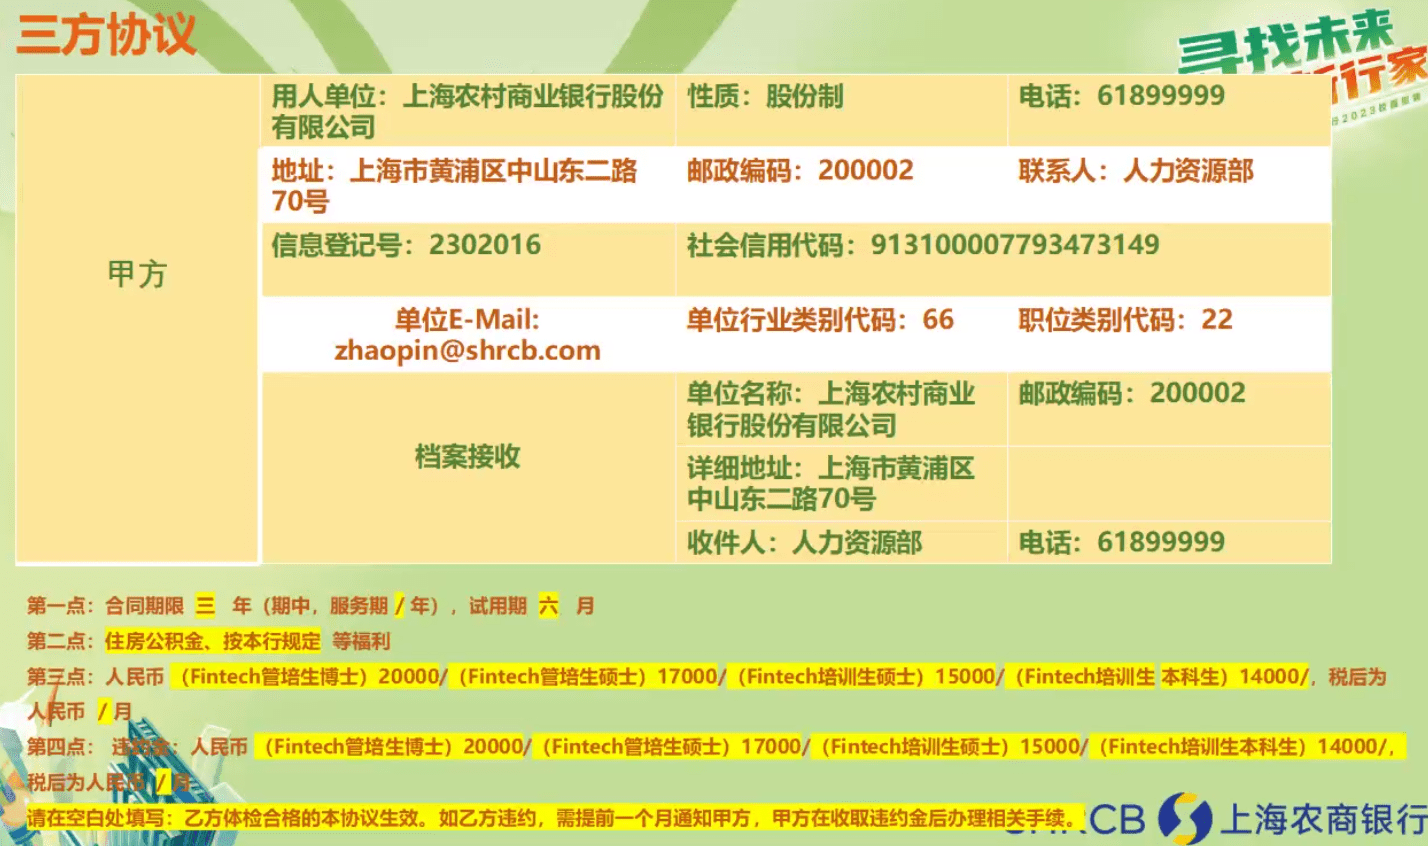 三方协议
寻找未来
行家
用人单位：上海农村商业银行股份
有限公司
性质：股份制
电话：61899999
地址：上海市黄浦区中山东二路
70号
邮政编码：200002
联系人：人力资源部
信息登记号：2302016
社会信用代码：913100007793473149
甲方
单位E-Mail:
zhaopin@shrcb.com
单位行业类别代码：66
职位类别代码：22
档案接收
单位名称：上海农村商业
银行股份有限公司
邮政编码：200002
详细地址：上海市黄浦区
中山东二路70号
收件人：人力资源部
电话：61899999
第一点：合同期限 三 年（期中，服务期 / 年），试用期 六 月
第二点：住房公积金、按本行规定 等福利
第三点：人民币 （Fintech管培生博士）20000/（Fintech管培生硕士）17000/（Fintech培训生硕士）15000/（Fintech培训生 本科生）14000/，税后为
人民币 / 月
第四点： 违约金：人民币 （Fintech管培生博士）20000/（Fintech管培生硕士）17000/（Fintech培训生硕士）15000/（Fintech培训生本科生）14000/，
税后为人民币 / 月
请在空白处填写：乙方体检合格的本协议生效。如乙方违约，需提前一个月通知甲方，甲方在收取违约金后办理相关手续。
SHRCB 上海农商银行